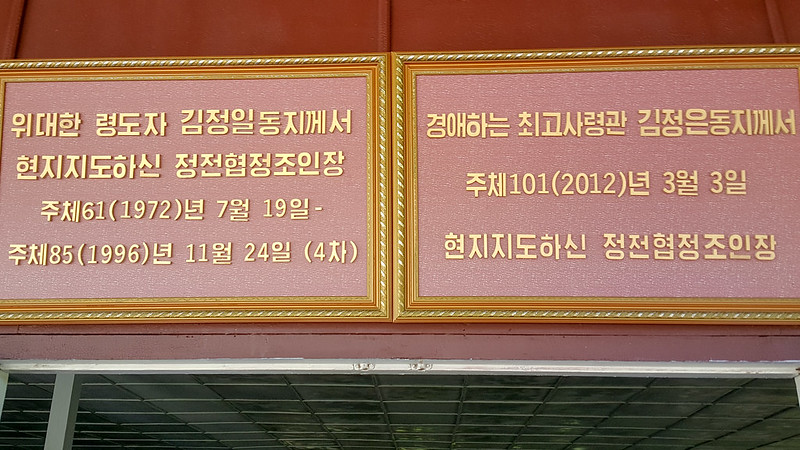 위대한 령도자 김정일동지께서
현지지도하신 정전협정조인장
주체61(1972)년 7월 19일-
주체85(1996)년 11월 24일 (4차)
경애하는 최고사령관 김정은동지께서
주체101(2012)년 3월 3일
현지지도하신 정전협정조인장